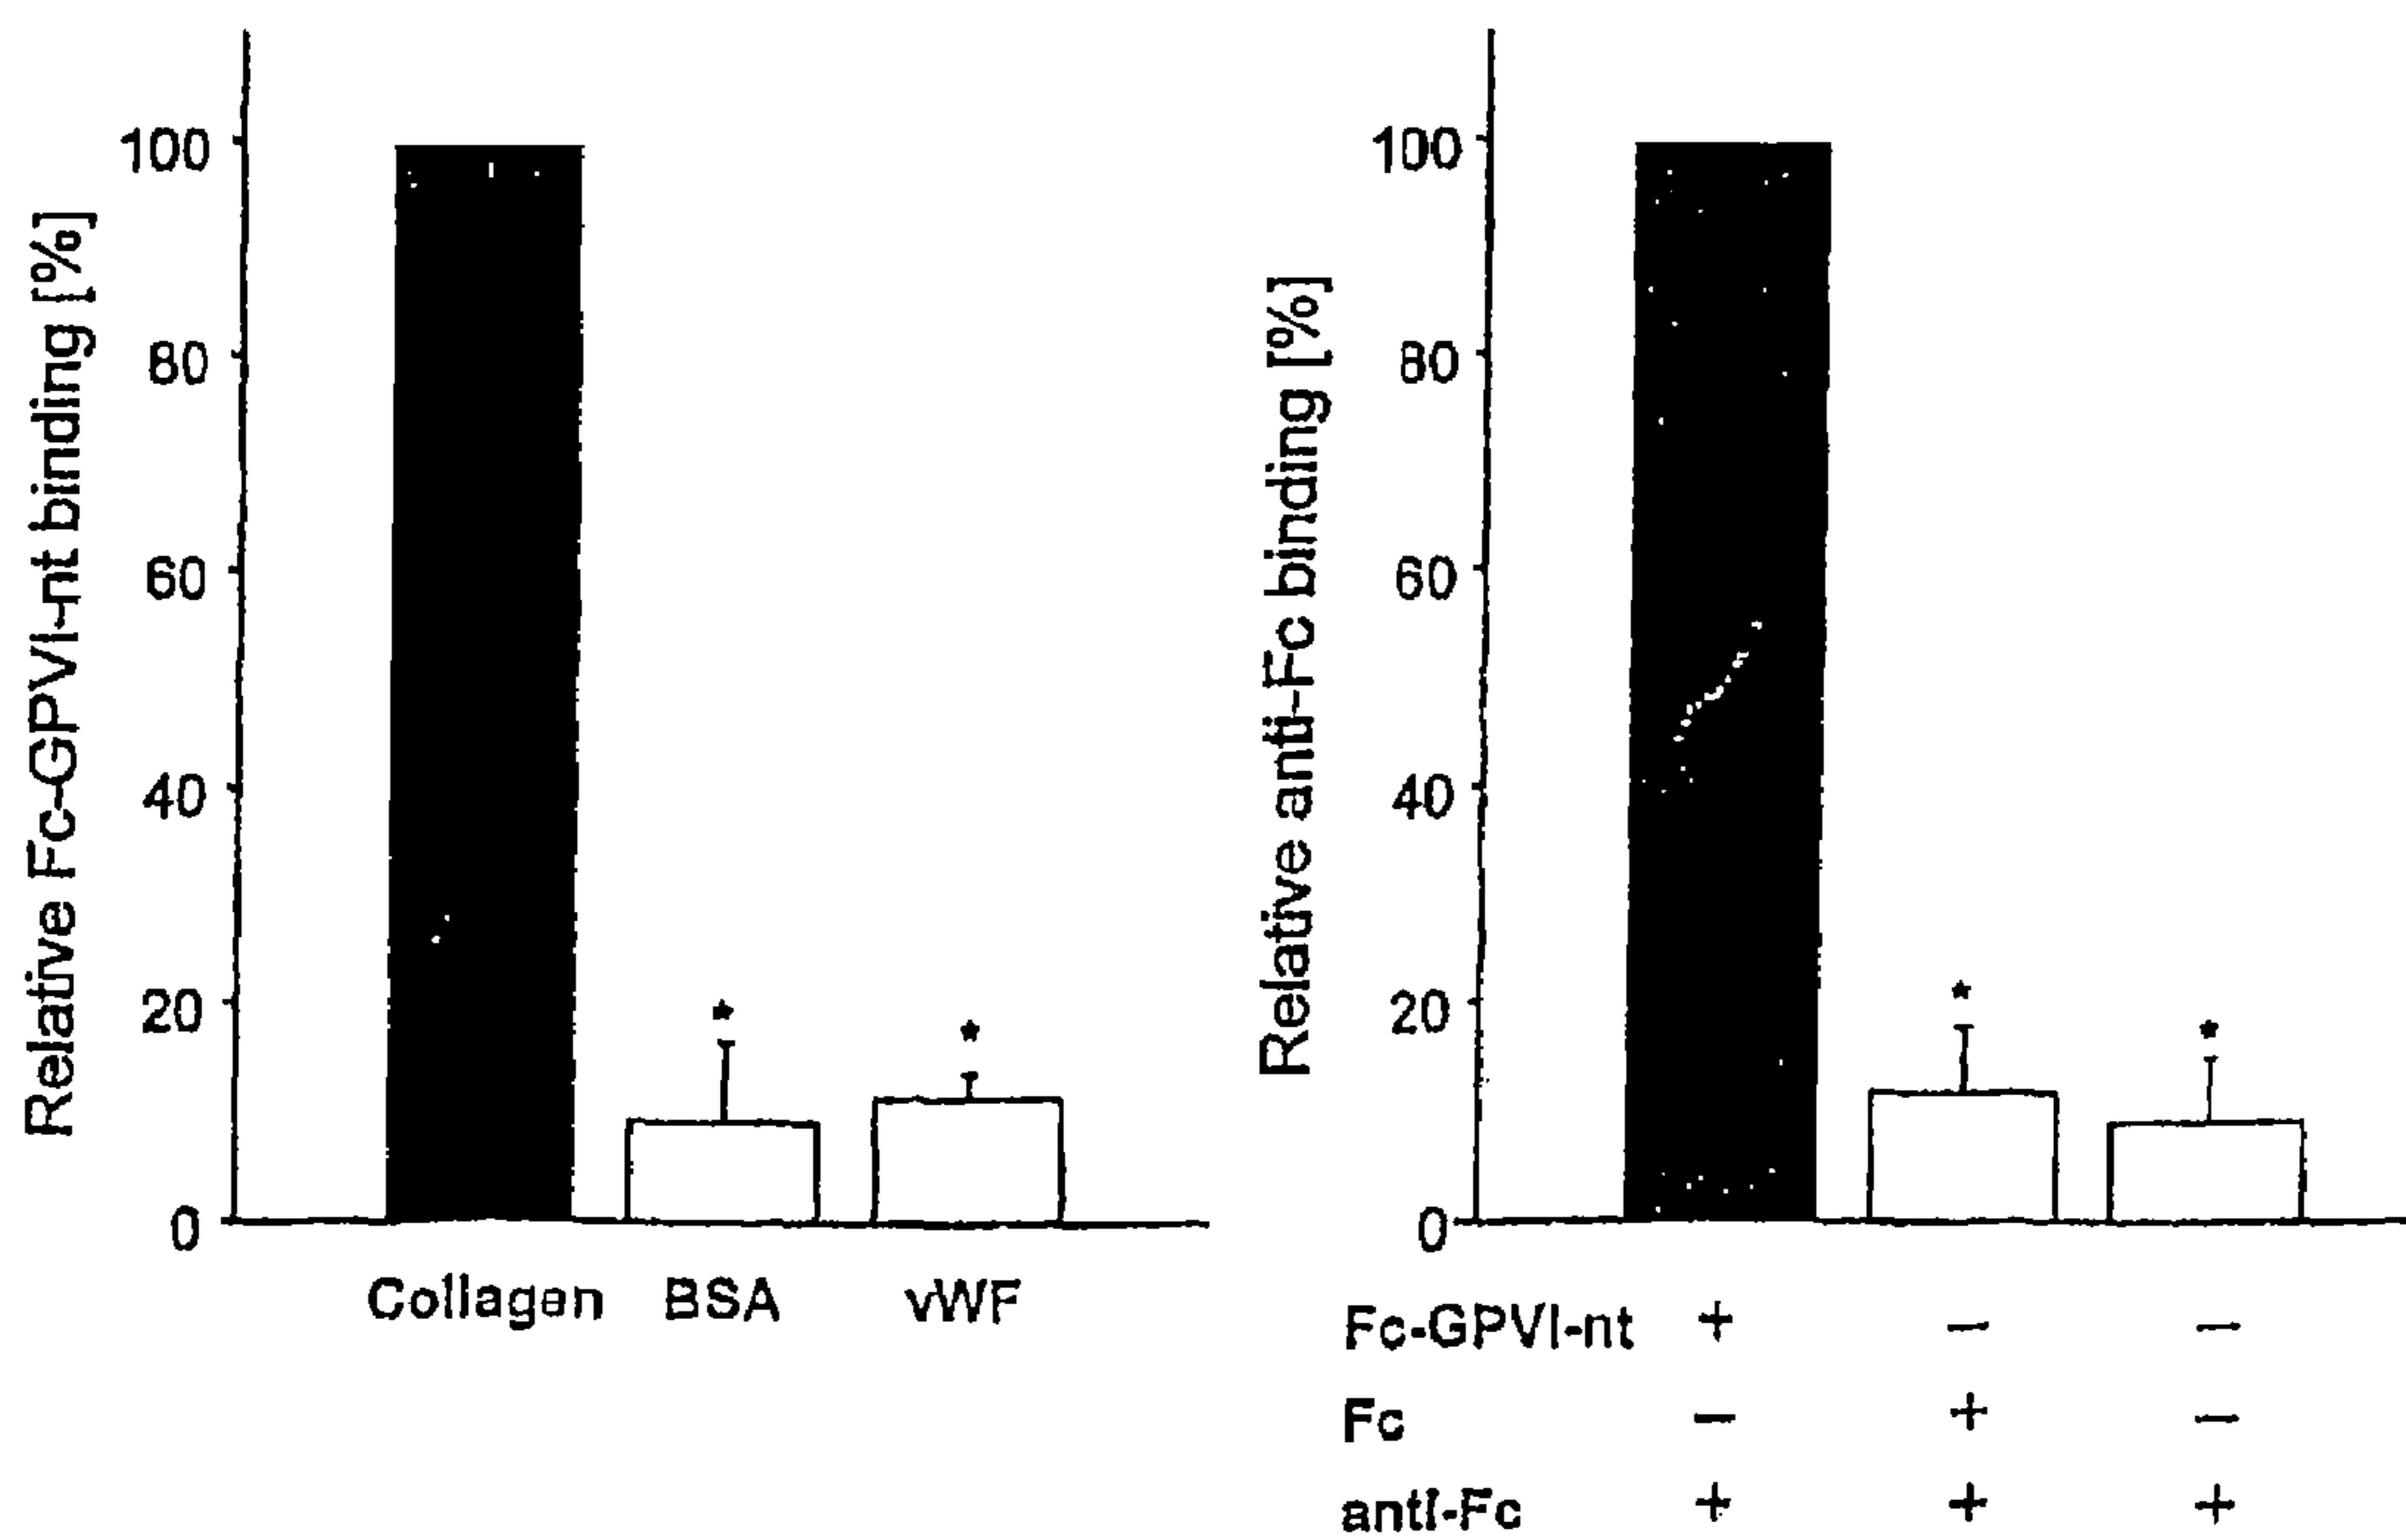 Relative Fc-GPVI-nt binding [%]
100
80
60
40
20
0
*
*
Collagen BSA vWF
Relative anti-Fc binding [%]
100
80
60
40
20
0
*
*
Fc-GPVI-nt + – –
Fc – + –
anti-Fc + + +